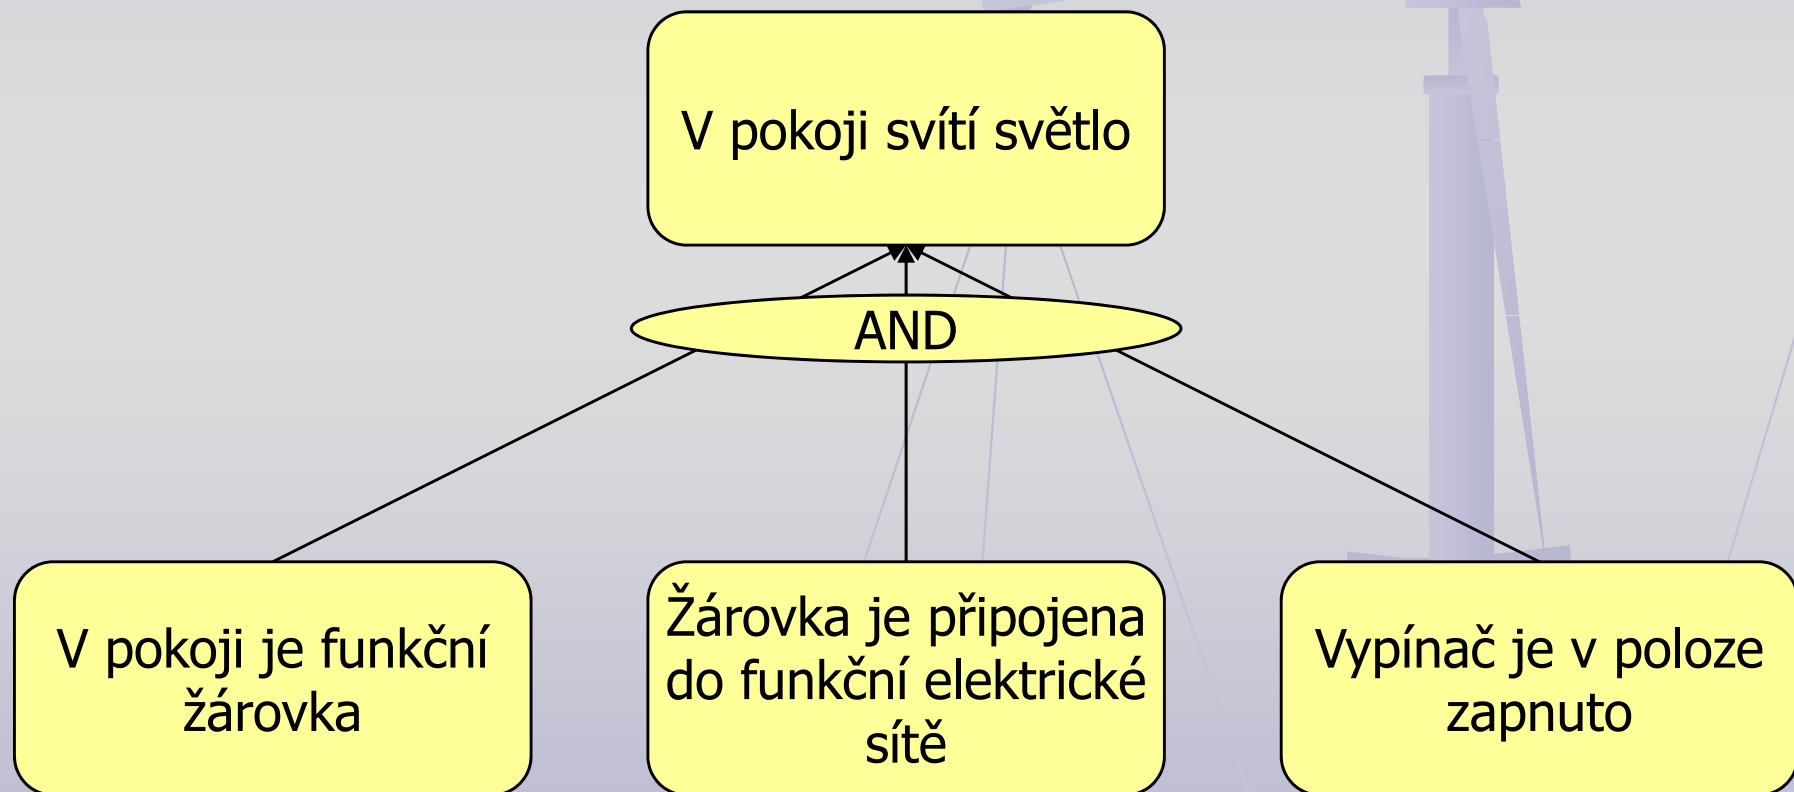 V pokoji svítí světlo
AND
V pokoji je funkční
žárovka
Žárovka je připojena
do funkční elektrické
sítě
Vypínač je v poloze
zapnuto